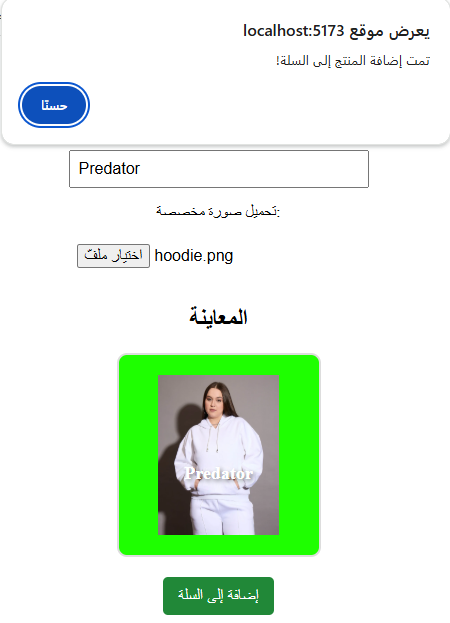 يعرض موقع localhost:5173
تمت إضافة المنتج إلى السلة!
حسنًا
Predator
تحميل صورة مخصصة:
اختيار ملفّ hoodie.png
المعاينة
Predator
إضافة إلى السلة